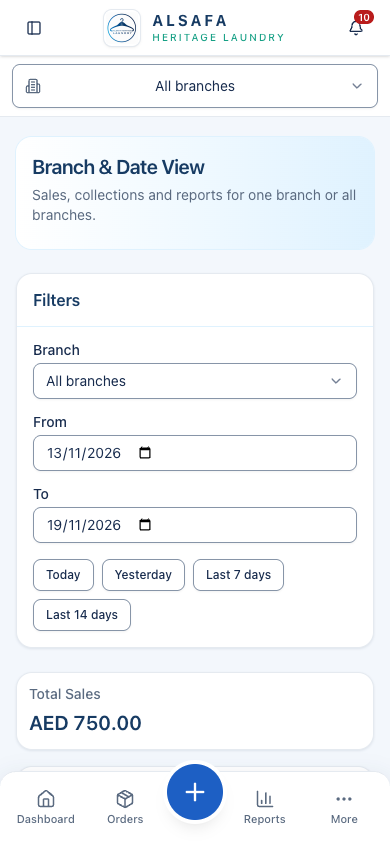 ALSAFA
HERITAGE LAUNDRY
10
All branches
Branch & Date View
Sales, collections and reports for one branch or all
branches.
Filters
Branch
All branches
From
13/11/2026
To
19/11/2026
Today
Yesterday
Last 7 days
Last 14 days
Total Sales
AED 750.00
Dashboard
Orders
Reports
More